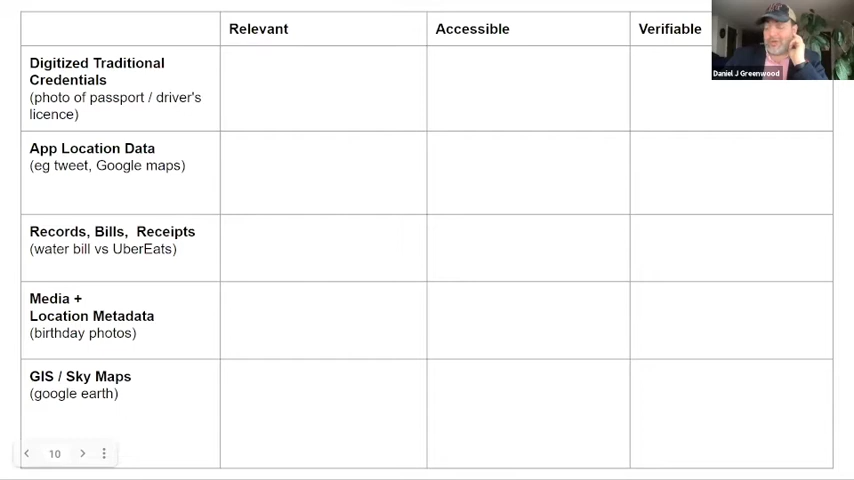 Relevant
Accessible
Verifiable
Daniel J Greenwood
Digitized Traditional
Credentials
(photo of passport / driver's
licence)
App Location Data
(eg tweet, Google maps)
Records, Bills,  Receipts
(water bill vs UberEats)
Media +
Location Metadata
(birthday photos)
GIS / Sky Maps
(google earth)
10